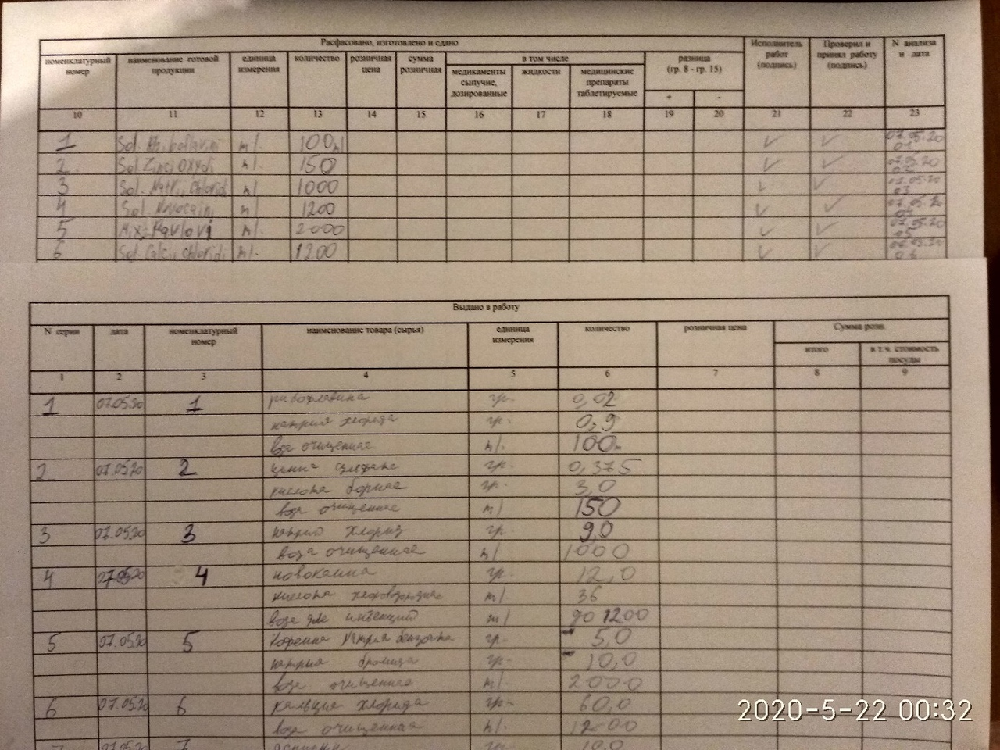 Расфасовано, изготовлено и сдано
номенклатурный номер | наименование готовой продукции | единица измерения | количество | розничная цена | сумма розничная | в том числе | разница (гр. 8 - гр. 15) | Исполнитель работ (подпись) | Проверил и принял работу (подпись) | N анализа и дата
медикаменты сыпучие, дозированные | жидкости | медицинские препараты таблетируемые | + | -
10 11 12 13 14 15 16 17 18 19 20 21 22 23
1 Sol. ml. 100ml 07.05.20 01
2. Sol. Zinci oxydi ml 150 07.05.20 02
3 Sol. Natrii chloridi ml 1000 07.05.20 03
4 Sol. Novocaini ml 1200 07.05.20 04
5 Mix. Pavlovi ml. 2000 07.05.20 05
6 Sol. Calcii chloridi ml. 1200 07.05.20 06
Выдано в работу
N серии | дата | номенклатурный номер | наименование товара (сырья) | единица измерения | количество | розничная цена | Сумма розн.
итого | в т.ч. стоимость посуды
1 2 3 4 5 6 7 8 9
1 07.05.20 1 рибофлавина гр. 0,02
натрия хлорида гр. 0,9
вода очищенная ml. 100
2 07.05.20 2 цинка сульфата гр. 0,375
кислота борная гр. 3,0
вода очищенная ml 150
3 07.05.20 3 натрия хлорид гр. 9,0
вода очищенная ml 1000
4 07.05.20 4 новокаина гр. 12,0
кислота хлороводородная ml. 36
вода для инъекций ml до 1200
5 07.05.20 5 Кофеина натрия бензоата гр. 5,0
натрия бромида гр. 10,0
вода очищенная ml. 2000
6 07.05.20 6 кальция хлорида гр. 60,0
вода очищенная ml. 1200
7 07.05.20 7 10,0
2020-5-22 00:32